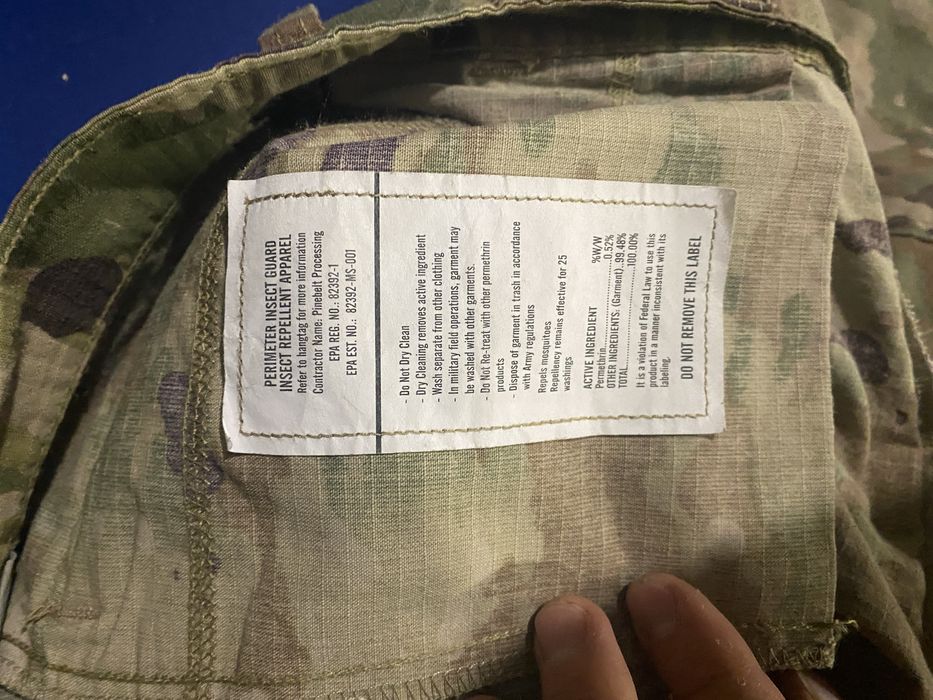 PERIMETER INSECT GUARD
INSECT REPELLENT APPAREL
Refer to hangtag for more information
Contractor Name: Pinebelt Processing
EPA REG. NO.: 82392-1
EPA EST. NO.: 82392-MS-001
- Do Not Dry Clean
- Dry Cleaning removes active ingredient
- Wash separate from other clothing
- In military field operations, garment may
be washed with other garments.
- Do Not Re-treat with other permethrin
products
- Dispose of garment in trash in accordance
with Army regulations
Repels mosquitoes
Repellency remains effective for 25
washings
ACTIVE INGREDIENT %W/W
Permethrin..................0.52%
OTHER INGREDIENTS: (Garment)..99.48%
TOTAL.......................100.00%
It is a violation of Federal Law to use this
product in a manner inconsistent with its
labeling.
DO NOT REMOVE THIS LABEL